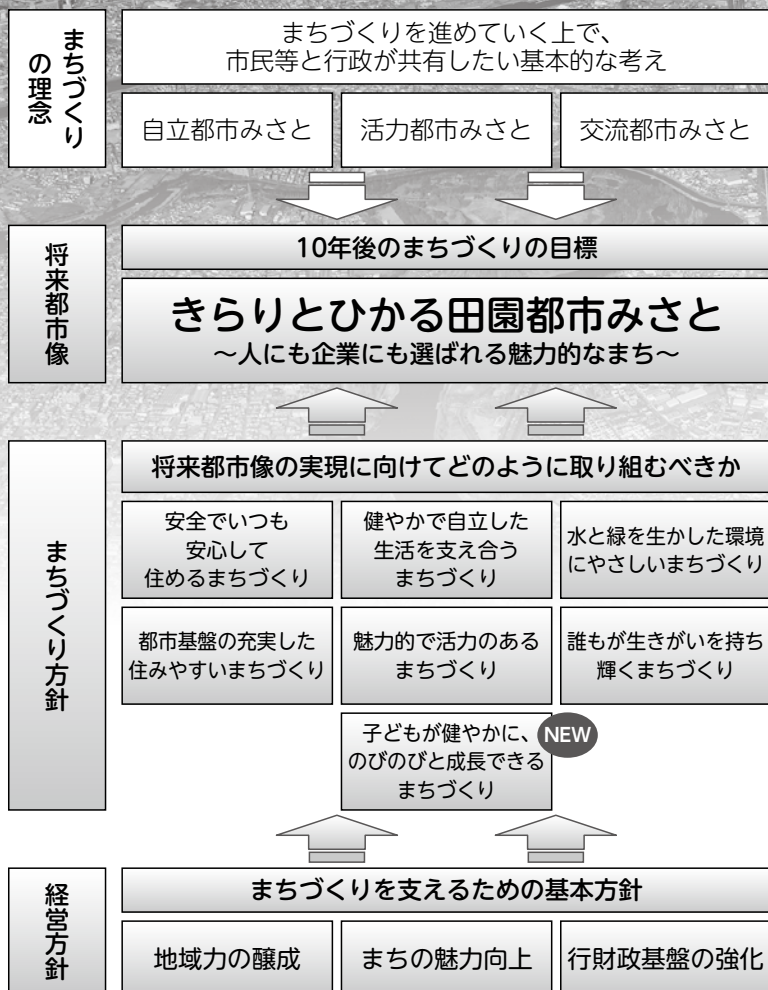 まちづくり
の理念
まちづくりを進めていく上で、
市民等と行政が共有したい基本的な考え
自立都市みさと
活力都市みさと
交流都市みさと
将来都市像
10年後のまちづくりの目標
きらりとひかる田園都市みさと
～人にも企業にも選ばれる魅力的なまち～
まちづくり方針
将来都市像の実現に向けてどのように取り組むべきか
安全でいつも
安心して
住めるまちづくり
健やかで自立した
生活を支え合う
まちづくり
水と緑を生かした環境
にやさしいまちづくり
都市基盤の充実した
住みやすいまちづくり
魅力的で活力のある
まちづくり
誰もが生きがいを持ち
輝くまちづくり
子どもが健やかに、
のびのびと成長できる
まちづくり
NEW
経営方針
まちづくりを支えるための基本方針
地域力の醸成
まちの魅力向上
行財政基盤の強化